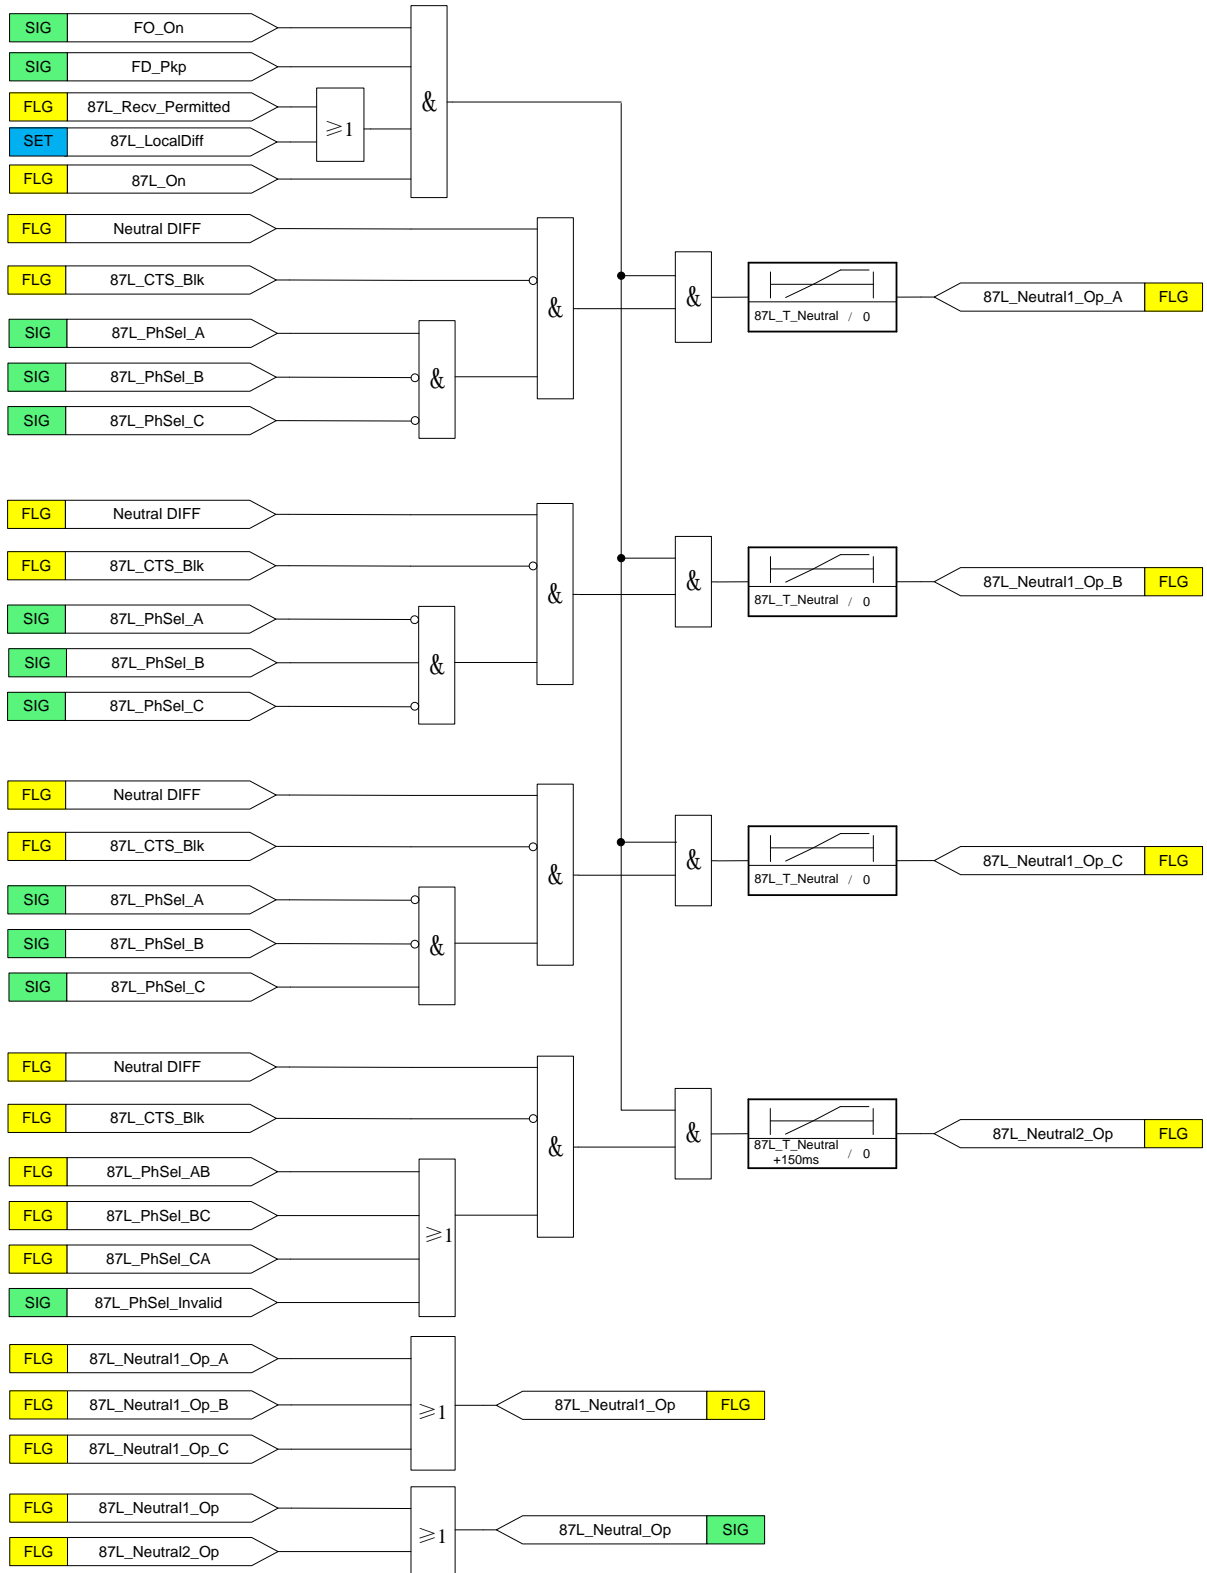 SIG FO_On
SIG FD_Pkp
FLG 87L_Recv_Permitted
SET 87L_LocalDiff
≥1
&
FLG 87L_On
FLG Neutral DIFF
FLG 87L_CTS_Blk
SIG 87L_PhSel_A
SIG 87L_PhSel_B
SIG 87L_PhSel_C
&
&
&
87L_T_Neutral / 0
87L_Neutral1_Op_A FLG
FLG Neutral DIFF
FLG 87L_CTS_Blk
SIG 87L_PhSel_A
SIG 87L_PhSel_B
SIG 87L_PhSel_C
&
&
&
87L_T_Neutral / 0
87L_Neutral1_Op_B FLG
FLG Neutral DIFF
FLG 87L_CTS_Blk
SIG 87L_PhSel_A
SIG 87L_PhSel_B
SIG 87L_PhSel_C
&
&
&
87L_T_Neutral / 0
87L_Neutral1_Op_C FLG
FLG Neutral DIFF
FLG 87L_CTS_Blk
FLG 87L_PhSel_AB
FLG 87L_PhSel_BC
FLG 87L_PhSel_CA
SIG 87L_PhSel_Invalid
≥1
&
&
87L_T_Neutral / 0
+150ms
87L_Neutral2_Op FLG
FLG 87L_Neutral1_Op_A
FLG 87L_Neutral1_Op_B
FLG 87L_Neutral1_Op_C
≥1
87L_Neutral1_Op FLG
FLG 87L_Neutral1_Op
FLG 87L_Neutral2_Op
≥1
87L_Neutral_Op SIG